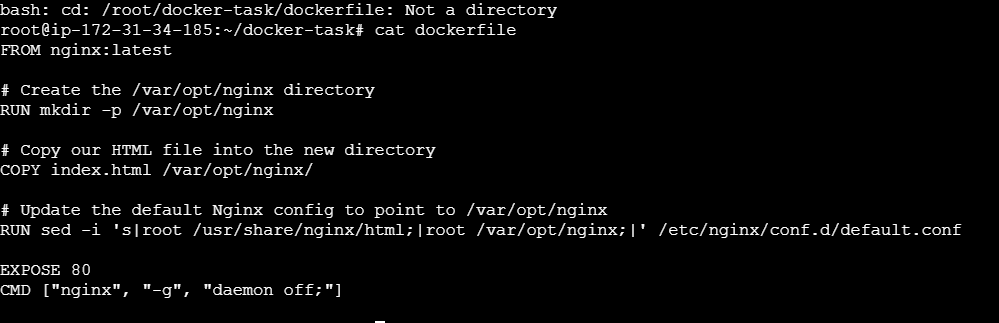 bash: cd: /root/docker-task/dockerfile: Not a directory
root@ip-172-31-34-185:~/docker-task# cat dockerfile
FROM nginx:latest
# Create the /var/opt/nginx directory
RUN mkdir -p /var/opt/nginx
# Copy our HTML file into the new directory
COPY index.html /var/opt/nginx/
# Update the default Nginx config to point to /var/opt/nginx
RUN sed -i 's|root /usr/share/nginx/html;|root /var/opt/nginx;|' /etc/nginx/conf.d/default.conf
EXPOSE 80
CMD ["nginx", "-g", "daemon off;"]